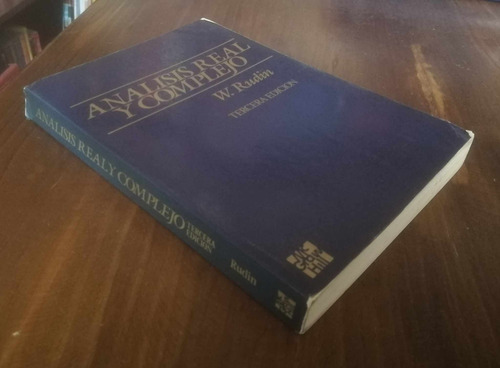 ANALISIS REAL
Y COMPLEJO
W. Rudin
TERCERA EDICION
ANALISIS REAL Y COMPLEJO
TERCERA
EDICION
Rudin